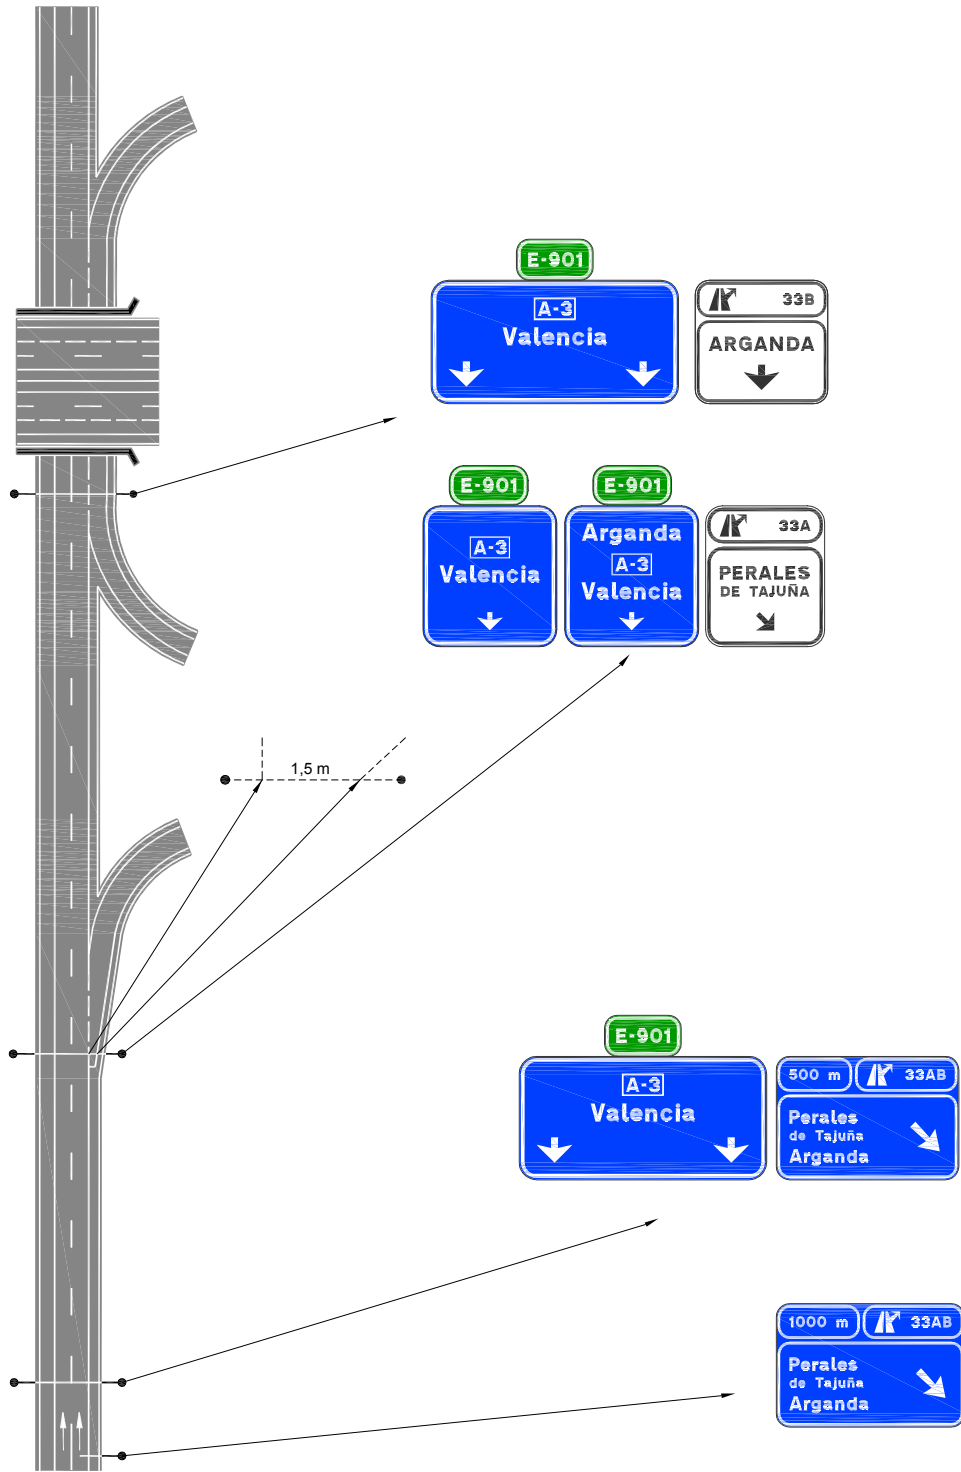 E-901
A-3
Valencia
33B
ARGANDA
E-901
A-3
Valencia
E-901
Arganda
A-3
Valencia
33A
PERALES
DE TAJUÑA
1,5 m
E-901
A-3
Valencia
500 m
33AB
Perales
de Tajuña
Arganda
1000 m
33AB
Perales
de Tajuña
Arganda